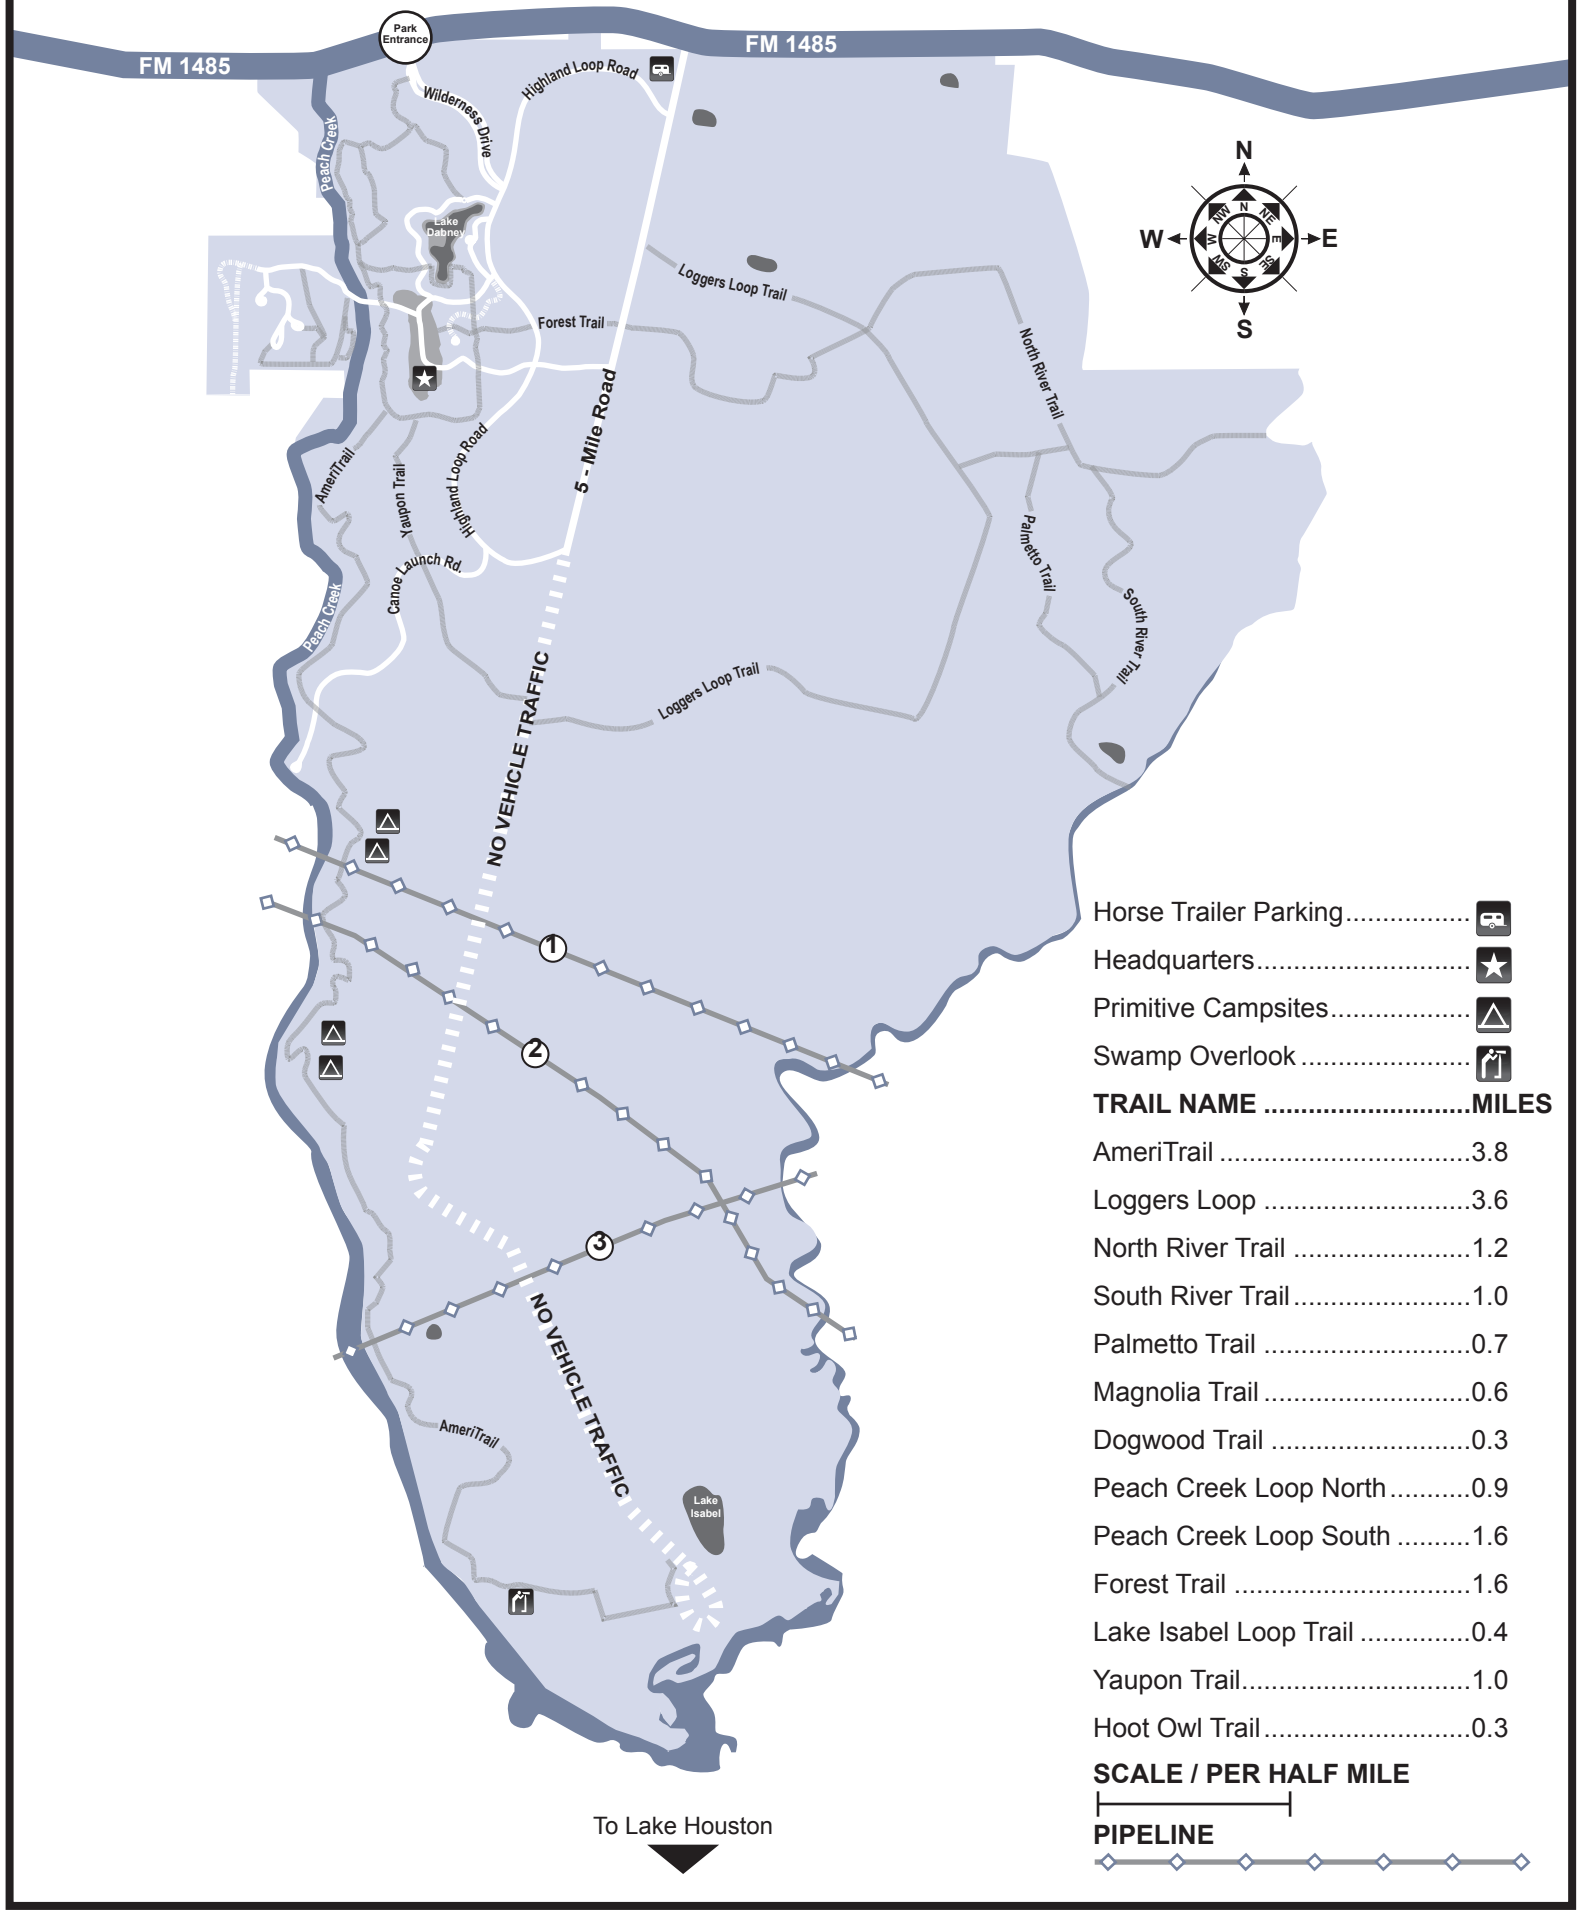 Park
Entrance
FM 1485
FM 1485
Highland Loop Road
Wilderness Drive
Peach Creek
N
W
E
S
N
NE
E
SE
S
SW
W
NW
Lake
Dabney
Loggers Loop Trail
Forest Trail
North River Trail
5 - Mile Road
AmeriTrail
Yaupon Trail
Highland Loop Road
Palmetto Trail
Canoe Launch Rd.
Peach Creek
South River Trail
Loggers Loop Trail
NO VEHICLE TRAFFIC
1
2
3
NO VEHICLE TRAFFIC
AmeriTrail
Lake
Isabel
To Lake Houston
Horse Trailer Parking.................
Headquarters.............................
Primitive Campsites...................
Swamp Overlook .......................
TRAIL NAME ............................MILES
AmeriTrail ..................................3.8
Loggers Loop ............................3.6
North River Trail ........................1.2
South River Trail........................1.0
Palmetto Trail ............................0.7
Magnolia Trail ............................0.6
Dogwood Trail ...........................0.3
Peach Creek Loop North...........0.9
Peach Creek Loop South ..........1.6
Forest Trail ................................1.6
Lake Isabel Loop Trail ...............0.4
Yaupon Trail...............................1.0
Hoot Owl Trail............................0.3
SCALE / PER HALF MILE
PIPELINE